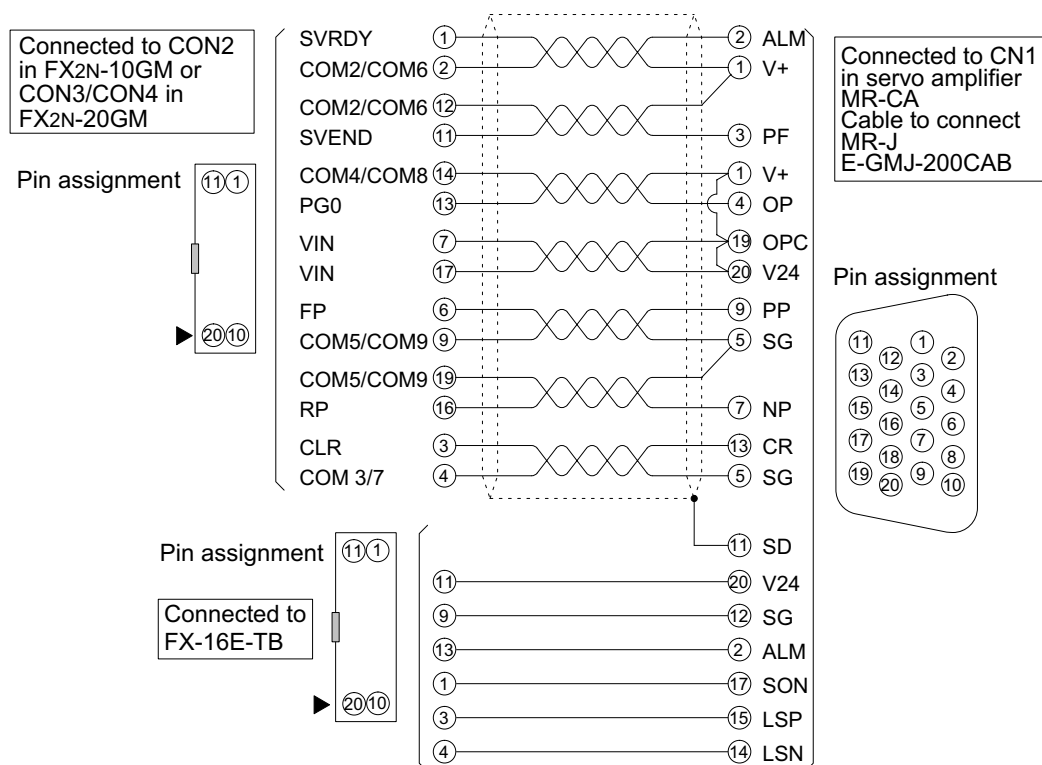 Connected to CON2
in FX2N-10GM or
CON3/CON4 in
FX2N-20GM
Pin assignment
11 1
20 10
SVRDY 1 2 ALM
COM2/COM6 2 1 V+
COM2/COM6 12
SVEND 11 3 PF
COM4/COM8 14 1 V+
PG0 13 4 OP
VIN 7 19 OPC
VIN 17 20 V24
FP 6 9 PP
COM5/COM9 9 5 SG
COM5/COM9 19
RP 16 7 NP
CLR 3 13 CR
COM 3/7 4 5 SG
11 SD
Connected to CN1
in servo amplifier
MR-CA
Cable to connect
MR-J
E-GMJ-200CAB
Pin assignment
11 1
12 2
13 3
14 4
15 5
16 6
17 7
18 8
19 9
20 10
Pin assignment
11 1
20 10
Connected to
FX-16E-TB
11 20 V24
9 12 SG
13 2 ALM
1 17 SON
3 15 LSP
4 14 LSN